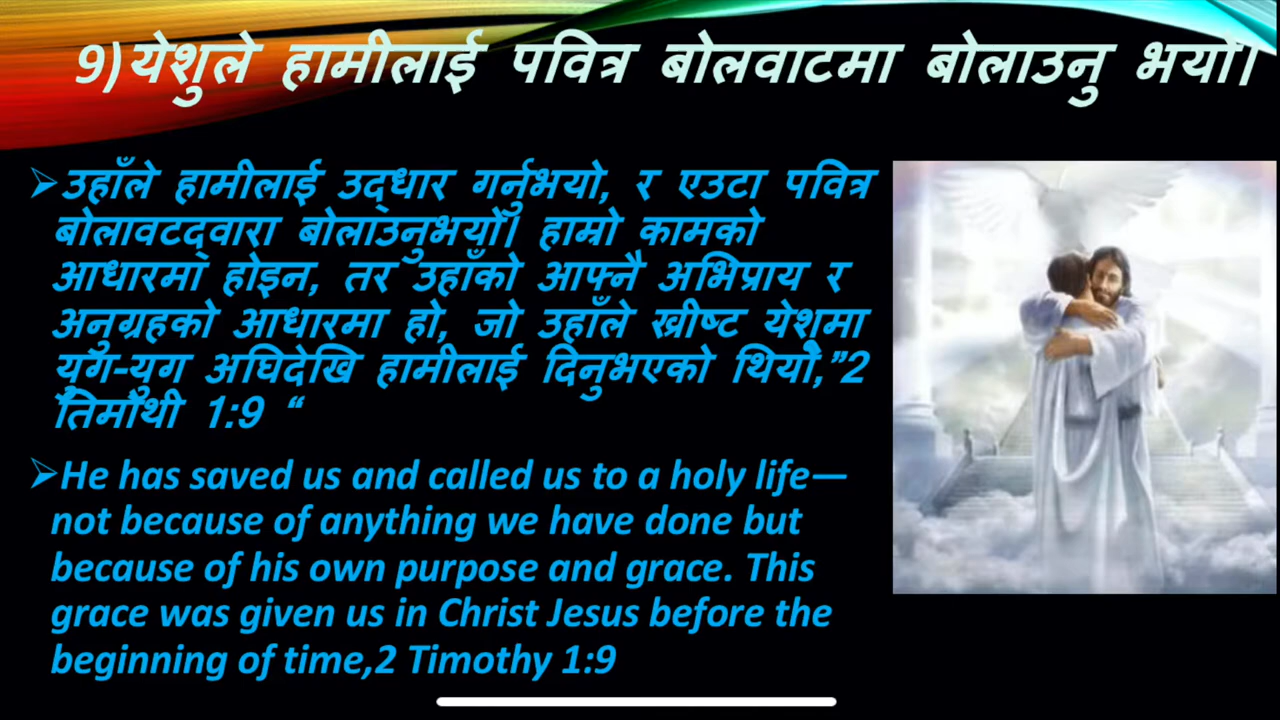 9)येशुले हामीलाई पवित्र बोलवाटमा बोलाउनु भयो।
उहाँले हामीलाई उद्धार गर्नुभयो, र एउटा पवित्र
बोलावटद्वारा बोलाउनुभयो। हाम्रो कामको
आधारमा होइन, तर उहाँको आफ्नै अभिप्राय र
अनुग्रहको आधारमा हो, जो उहाँले ख्रीष्ट येशूमा
युग-युग अघिदेखि हामीलाई दिनुभएको थियो,”2
तिमोथी 1:9 “
He has saved us and called us to a holy life—
not because of anything we have done but
because of his own purpose and grace. This
grace was given us in Christ Jesus before the
beginning of time,2 Timothy 1:9